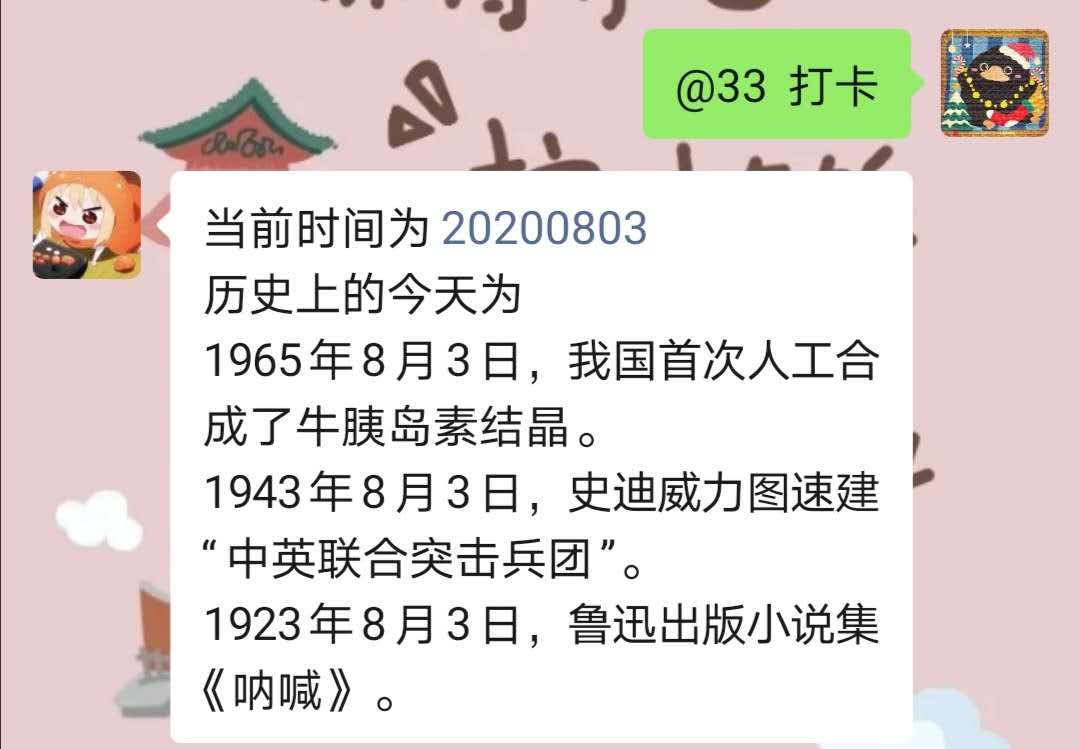 @33 打卡
当前时间为 20200803
历史上的今天为
1965年8月3日，我国首次人工合
成了牛胰岛素结晶。
1943年8月3日，史迪威力图速建
“中英联合突击兵团”。
1923年8月3日，鲁迅出版小说集
《呐喊》。